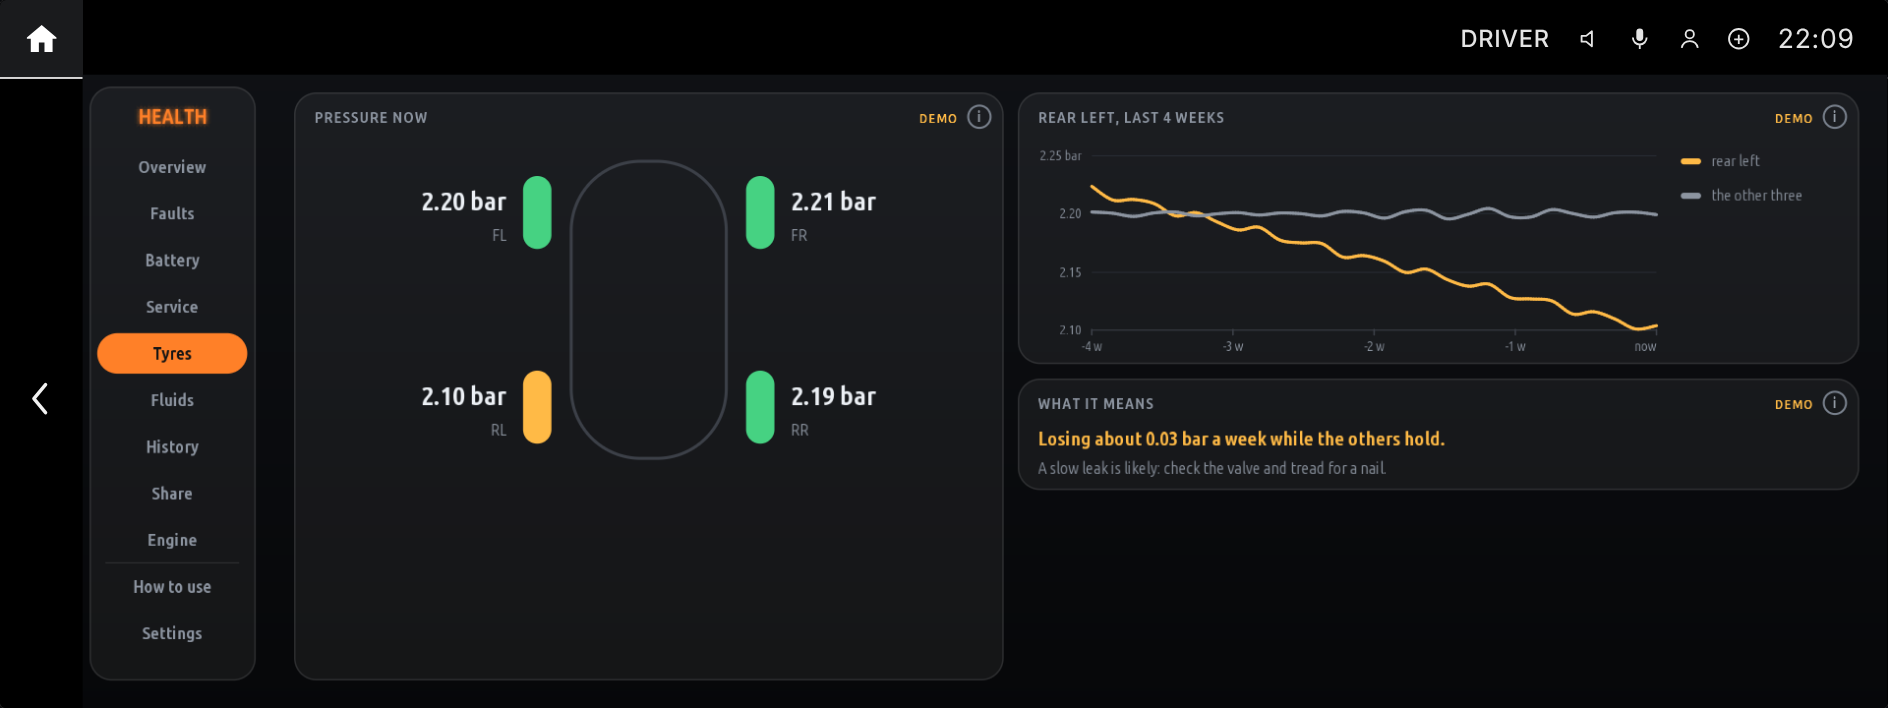 DRIVER
22:09
HEALTH
Overview
Faults
Battery
Service
Tyres
Fluids
History
Share
Engine
How to use
Settings
PRESSURE NOW
DEMO
2.20 bar
FL
2.21 bar
FR
2.10 bar
RL
2.19 bar
RR
REAR LEFT, LAST 4 WEEKS
DEMO
2.25 bar
2.20
2.15
2.10
-4 w
-3 w
-2 w
-1 w
now
rear left
the other three
WHAT IT MEANS
DEMO
Losing about 0.03 bar a week while the others hold.
A slow leak is likely: check the valve and tread for a nail.